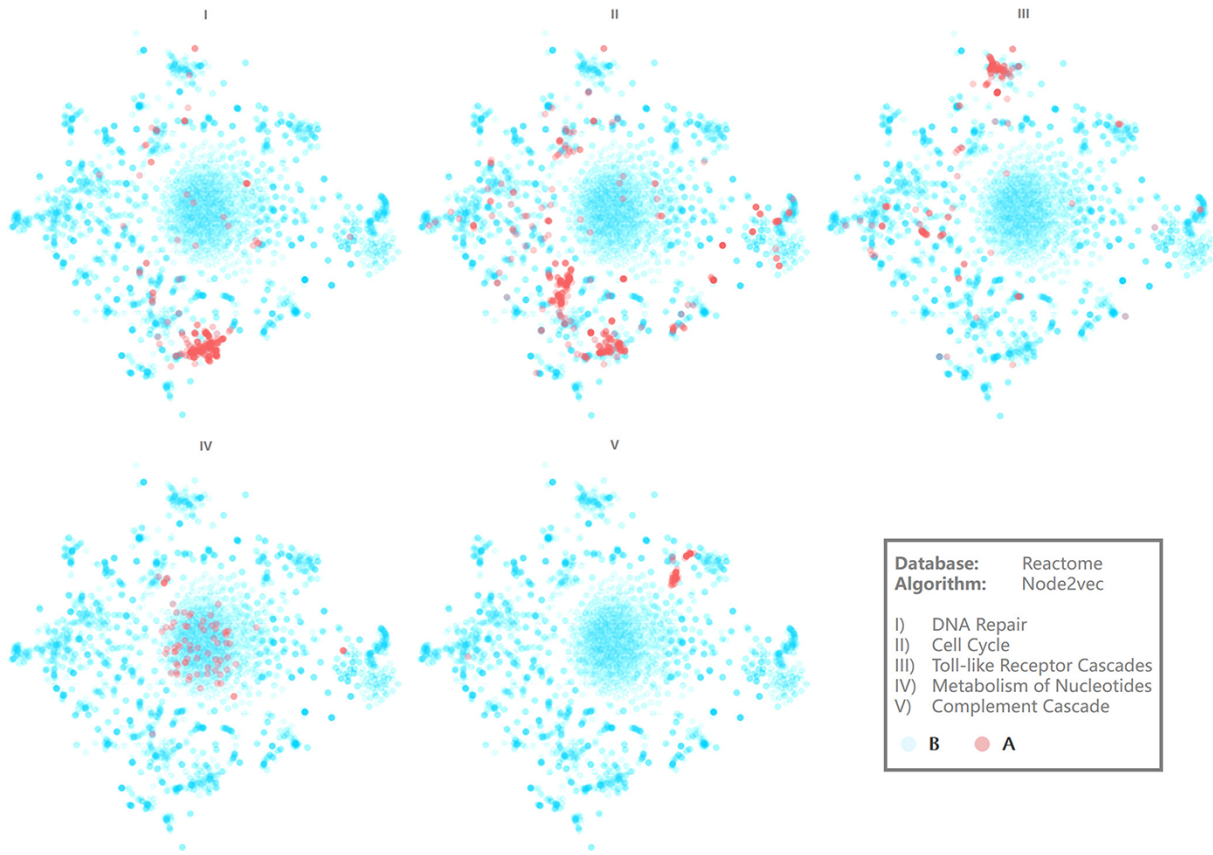 I
II
III
IV
V
Database: Reactome
Algorithm: Node2vec
I) DNA Repair
II) Cell Cycle
III) Toll-like Receptor Cascades
IV) Metabolism of Nucleotides
V) Complement Cascade
B A